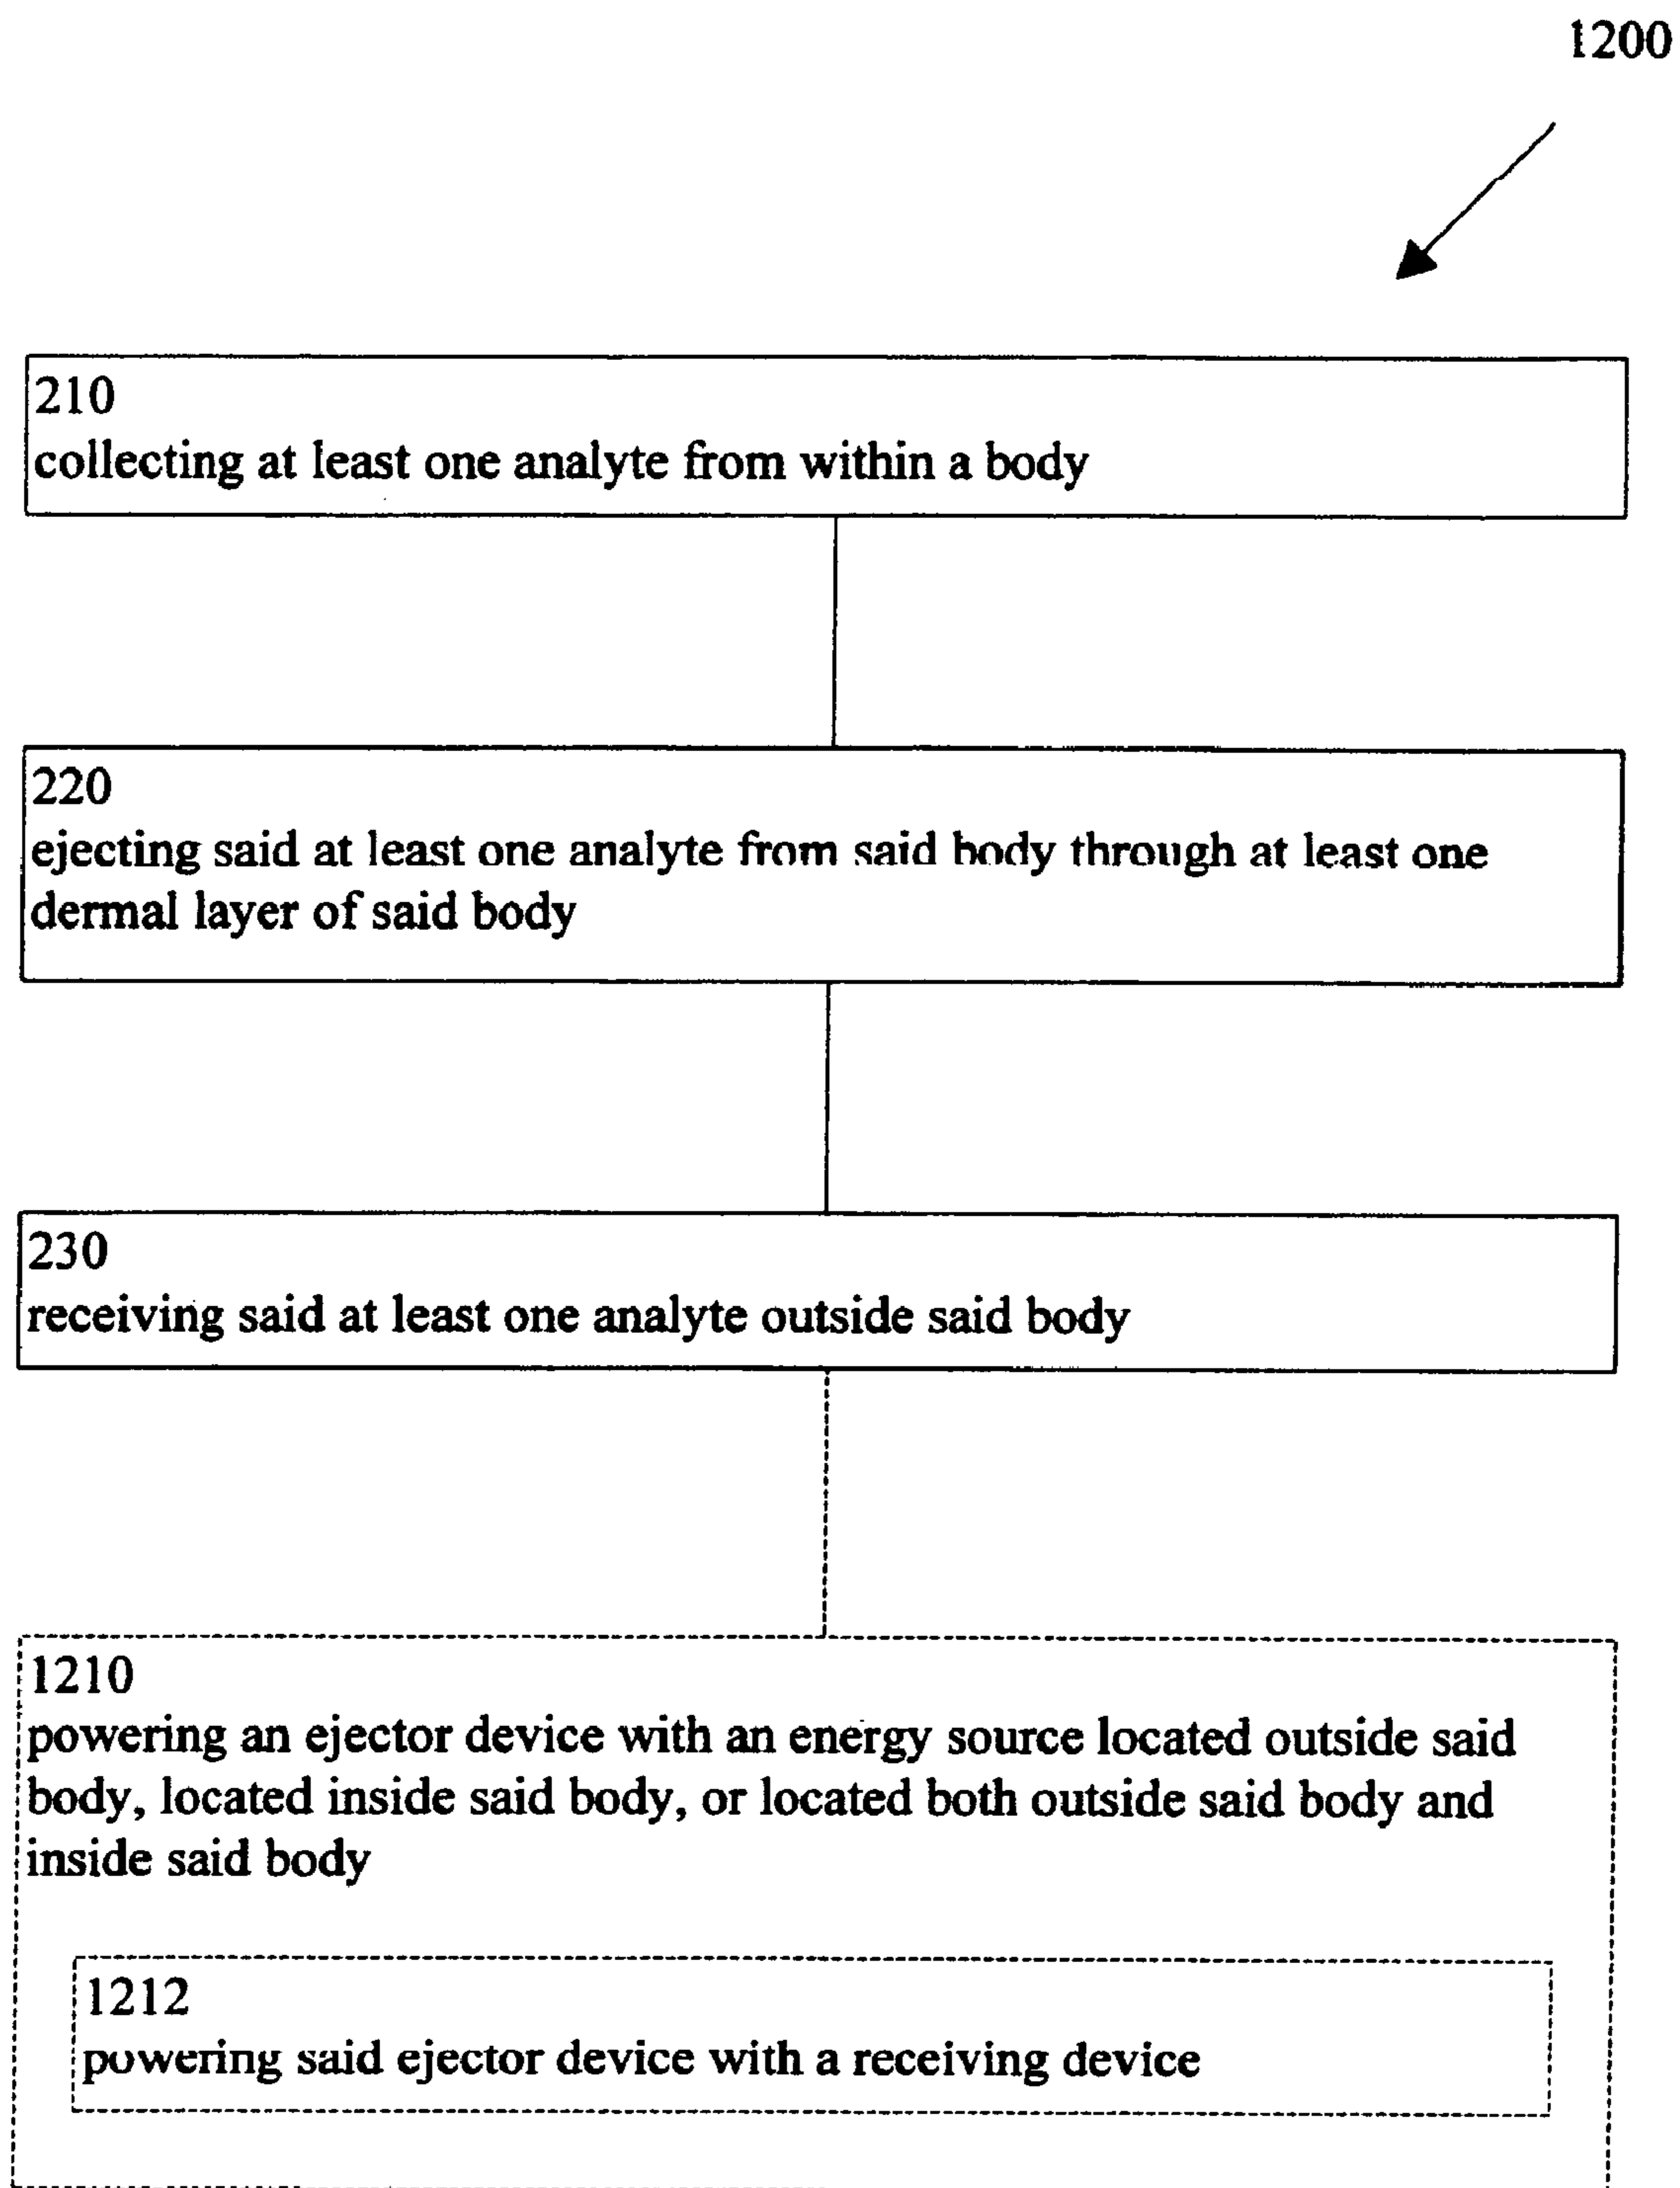 1200
210
collecting at least one analyte from within a body
220
ejecting said at least one analyte from said body through at least one
dermal layer of said body
230
receiving said at least one analyte outside said body
1210
powering an ejector device with an energy source located outside said
body, located inside said body, or located both outside said body and
inside said body
1212
powering said ejector device with a receiving device